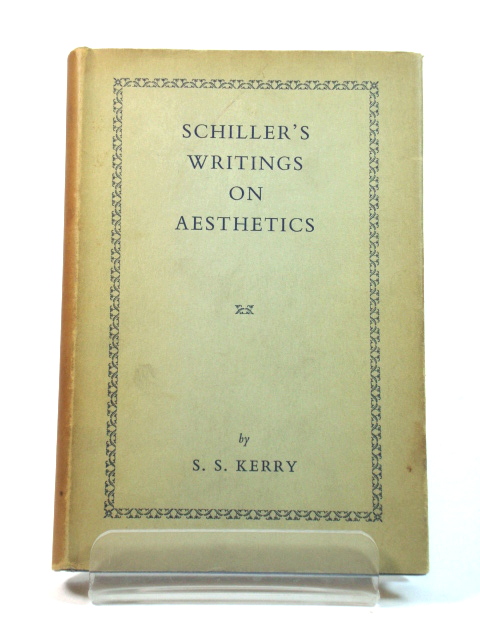 SCHILLER'S
WRITINGS
ON
AESTHETICS
by
S. S. KERRY